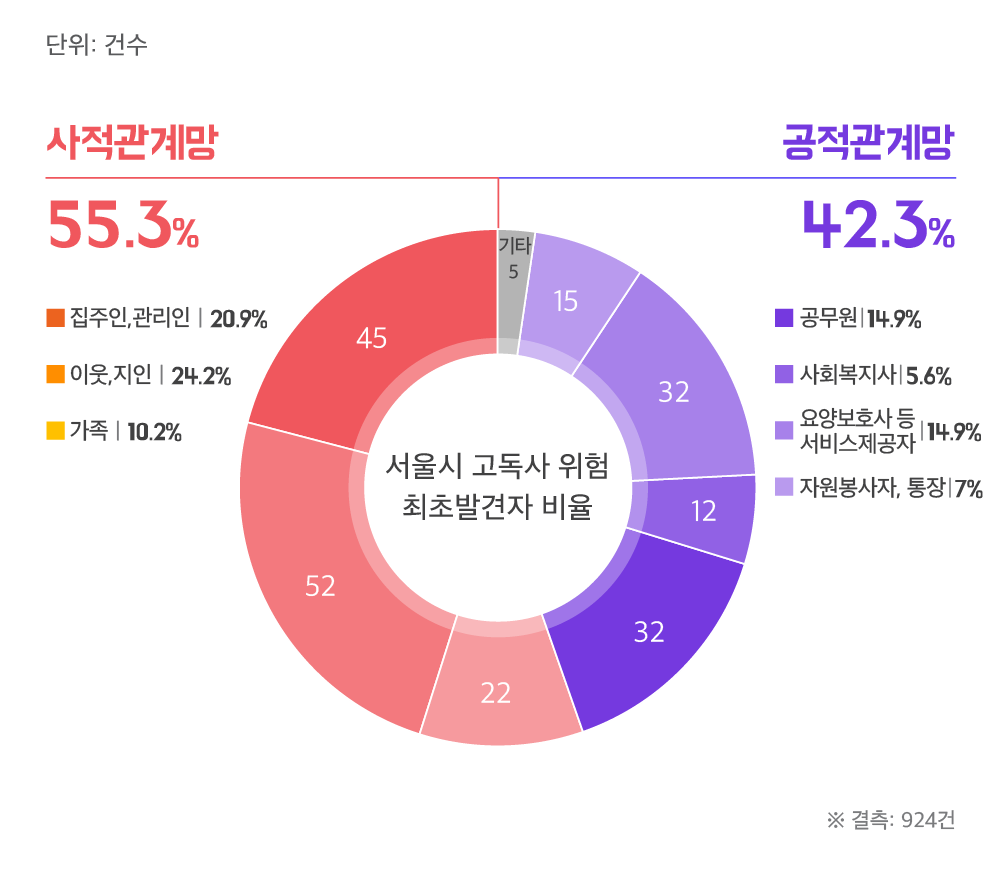 단위: 건수
사적관계망
55.3%
집주인,관리인 | 20.9%
이웃,지인 | 24.2%
가족 | 10.2%
공적관계망
42.3%
공무원|14.9%
사회복지사|5.6%
요양보호사 등
서비스제공자|14.9%
자원봉사자, 통장|7%
기타
5
15
32
12
32
22
52
45
서울시 고독사 위험
최초발견자 비율
※ 결측: 924건